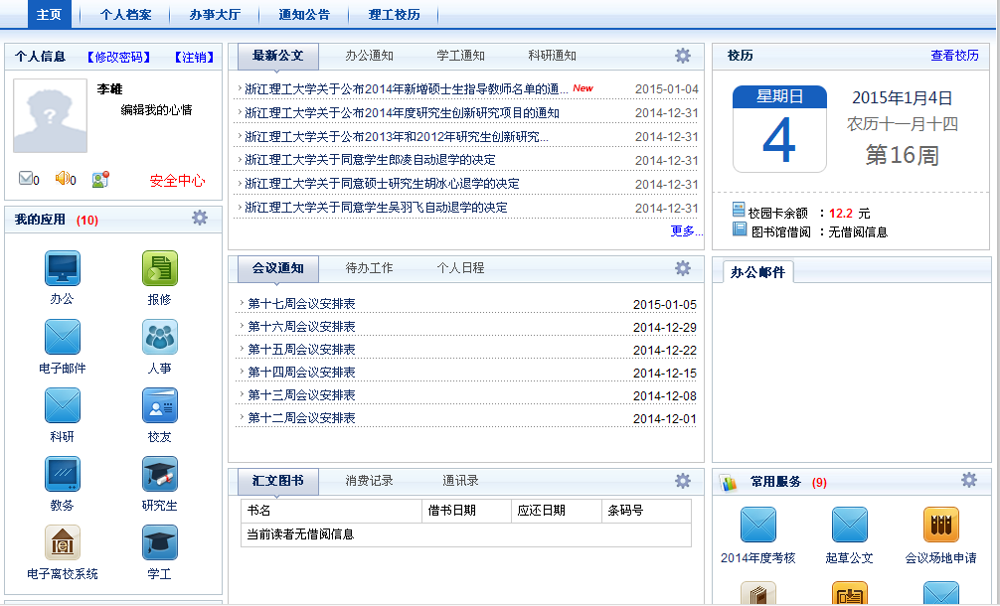 主页 个人档案 办事大厅 通知公告 理工校历
个人信息 【修改密码】 【注销】
李雄
编辑我的心情
0 0 安全中心
我的应用 (10)
办公 报修
电子邮件 人事
科研 校友
教务 研究生
电子离校系统 学工
最新公文 办公通知 学工通知 科研通知
浙江理工大学关于公布2014年新增硕士生指导教师名单的通... New 2015-01-04
浙江理工大学关于公布2014年度研究生创新研究项目的通知 2014-12-31
浙江理工大学关于公布2013年和2012年研究生创新研究... 2014-12-31
浙江理工大学关于同意学生郎凌自动退学的决定 2014-12-31
浙江理工大学关于同意硕士研究生胡冰心退学的决定 2014-12-31
浙江理工大学关于同意学生吴羽飞自动退学的决定 2014-12-31
更多...
会议通知 待办工作 个人日程
第十七周会议安排表 2015-01-05
第十六周会议安排表 2014-12-29
第十五周会议安排表 2014-12-22
第十四周会议安排表 2014-12-15
第十三周会议安排表 2014-12-08
第十二周会议安排表 2014-12-01
汇文图书 消费记录 通讯录
书名 借书日期 应还日期 条码号
当前读者无借阅信息
校历 查看校历
星期日
4
2015年1月4日
农历十一月十四
第16周
校园卡余额 ：12.2 元
图书馆借阅 ：无借阅信息
办公邮件
常用服务 (9)
2014年度考核 起草公文 会议场地申请